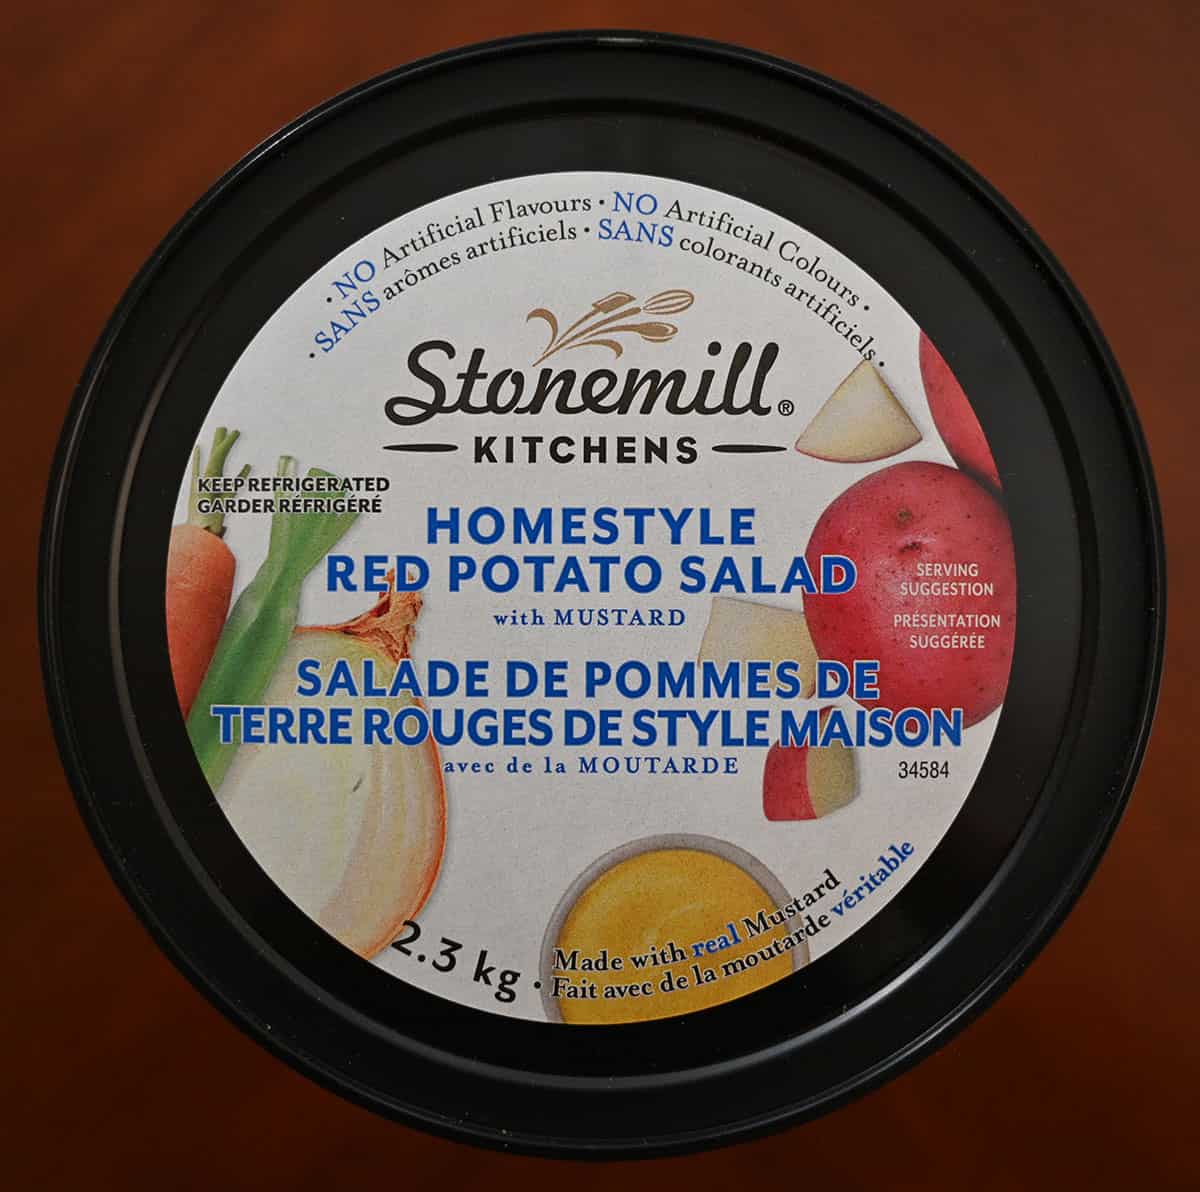 · NO Artificial Flavours · NO Artificial Colours ·
· SANS arômes artificiels · SANS colorants artificiels ·
Stonemill®
KITCHENS
KEEP REFRIGERATED
GARDER RÉFRIGÉRÉ
HOMESTYLE
RED POTATO SALAD
with MUSTARD
SERVING
SUGGESTION
PRÉSENTATION
SUGGÉRÉE
SALADE DE POMMES DE
TERRE ROUGES DE STYLE MAISON
avec de la MOUTARDE
34584
2.3 kg ·
Made with real Mustard
Fait avec de la moutarde véritable